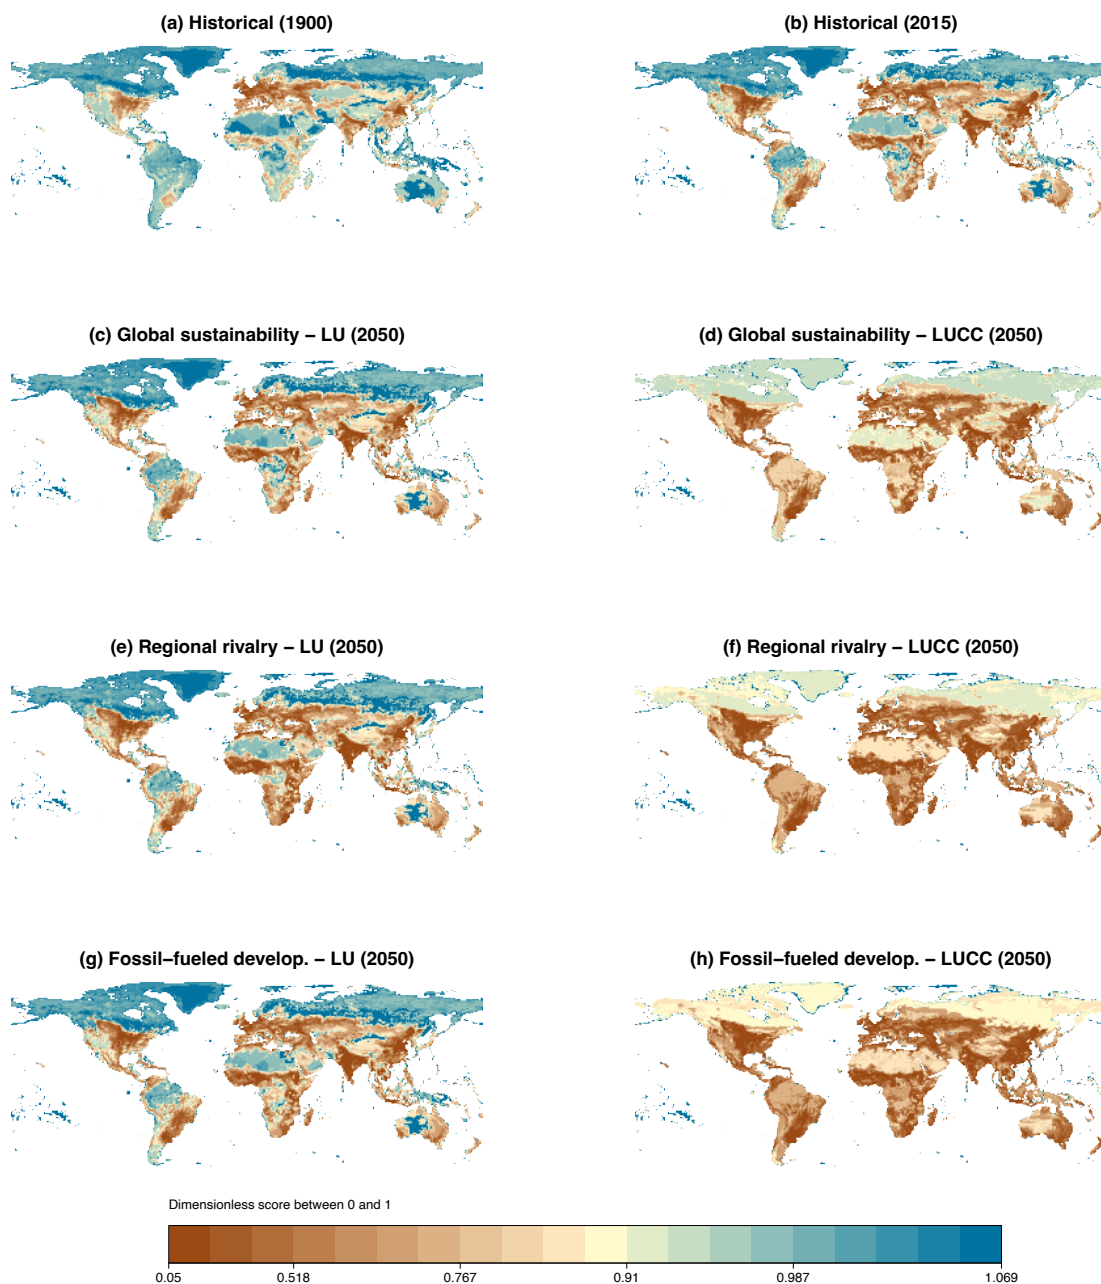 (a) Historical (1900)
(b) Historical (2015)
(c) Global sustainability – LU (2050)
(d) Global sustainability – LUCC (2050)
(e) Regional rivalry – LU (2050)
(f) Regional rivalry – LUCC (2050)
(g) Fossil–fueled develop. – LU (2050)
(h) Fossil–fueled develop. – LUCC (2050)
Dimensionless score between 0 and 1
0.05 0.518 0.767 0.91 0.987 1.069